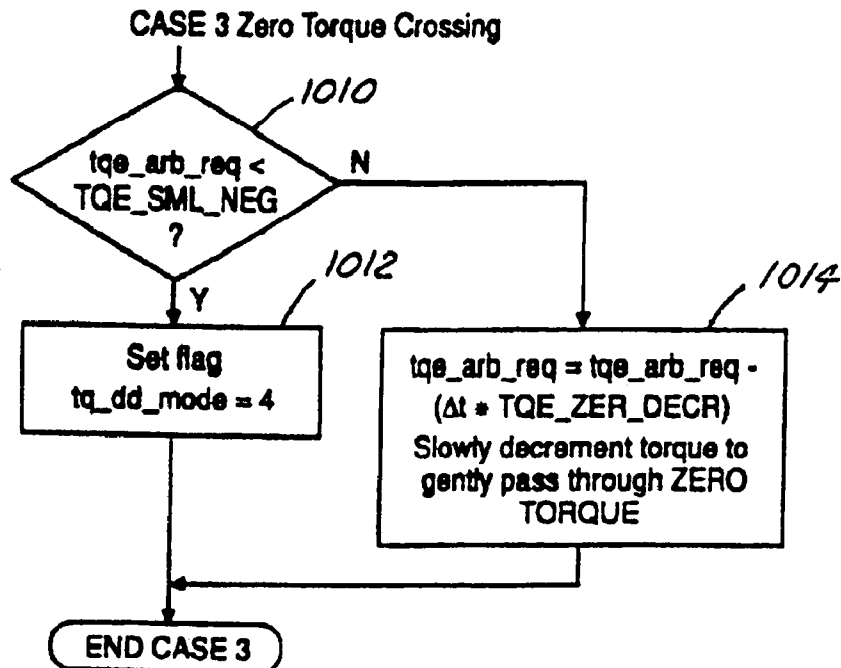 CASE 3 Zero Torque Crossing
1010
tqe_arb_req <
TQE_SML_NEG
?
N
Y
1012
Set flag
tq_dd_mode = 4
1014
tqe_arb_req = tqe_arb_req -
(Δt * TQE_ZER_DECR)
Slowly decrement torque to
gently pass through ZERO
TORQUE
END CASE 3